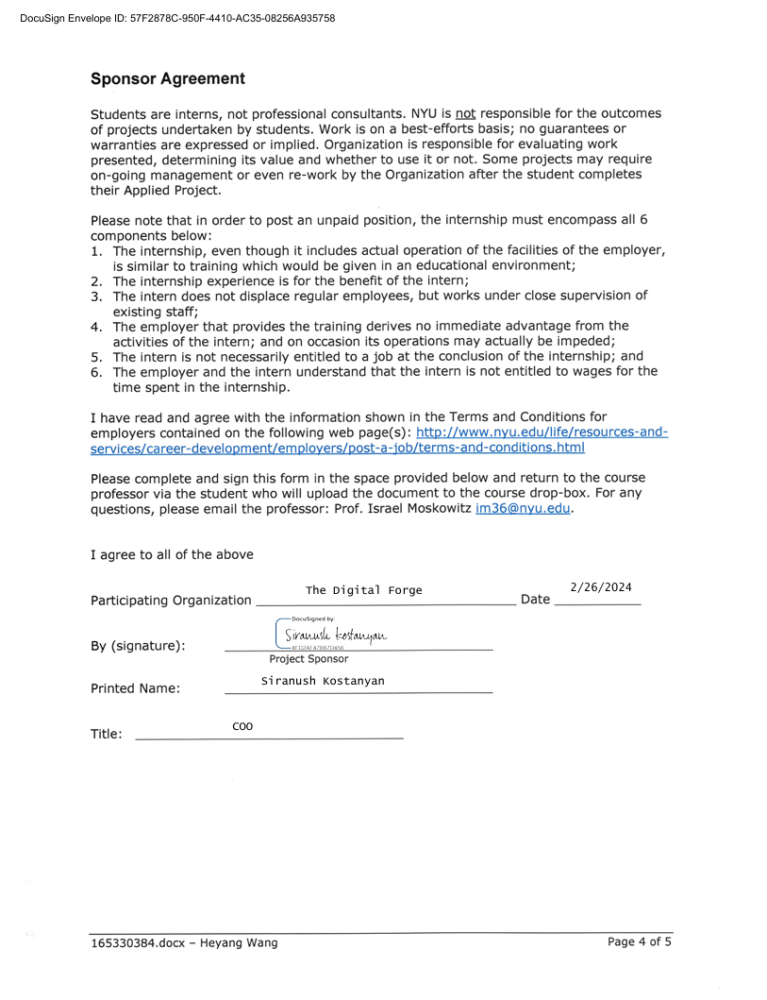 DocuSign Envelope ID: 57F2878C-950F-4410-AC35-08256A935758
Sponsor Agreement
Students are interns, not professional consultants. NYU is not responsible for the outcomes
of projects undertaken by students. Work is on a best-efforts basis; no guarantees or
warranties are expressed or implied. Organization is responsible for evaluating work
presented, determining its value and whether to use it or not. Some projects may require
on-going management or even re-work by the Organization after the student completes
their Applied Project.
Please note that in order to post an unpaid position, the internship must encompass all 6
components below:
1. The internship, even though it includes actual operation of the facilities of the employer,
is similar to training which would be given in an educational environment;
2. The internship experience is for the benefit of the intern;
3. The intern does not displace regular employees, but works under close supervision of
existing staff;
4. The employer that provides the training derives no immediate advantage from the
activities of the intern; and on occasion its operations may actually be impeded;
5. The intern is not necessarily entitled to a job at the conclusion of the internship; and
6. The employer and the intern understand that the intern is not entitled to wages for the
time spent in the internship.
I have read and agree with the information shown in the Terms and Conditions for
employers contained on the following web page(s): http://www.nyu.edu/life/resources-and-
services/career-development/employers/post-a-job/terms-and-conditions.html
Please complete and sign this form in the space provided below and return to the course
professor via the student who will upload the document to the course drop-box. For any
questions, please email the professor: Prof. Israel Moskowitz im36@nyu.edu.
I agree to all of the above
Participating Organization The Digital Forge Date 2/26/2024
DocuSigned by:
By (signature): Siranush kostanyan
Project Sponsor
Printed Name: Siranush Kostanyan
Title: COO
165330384.docx – Heyang Wang Page 4 of 5